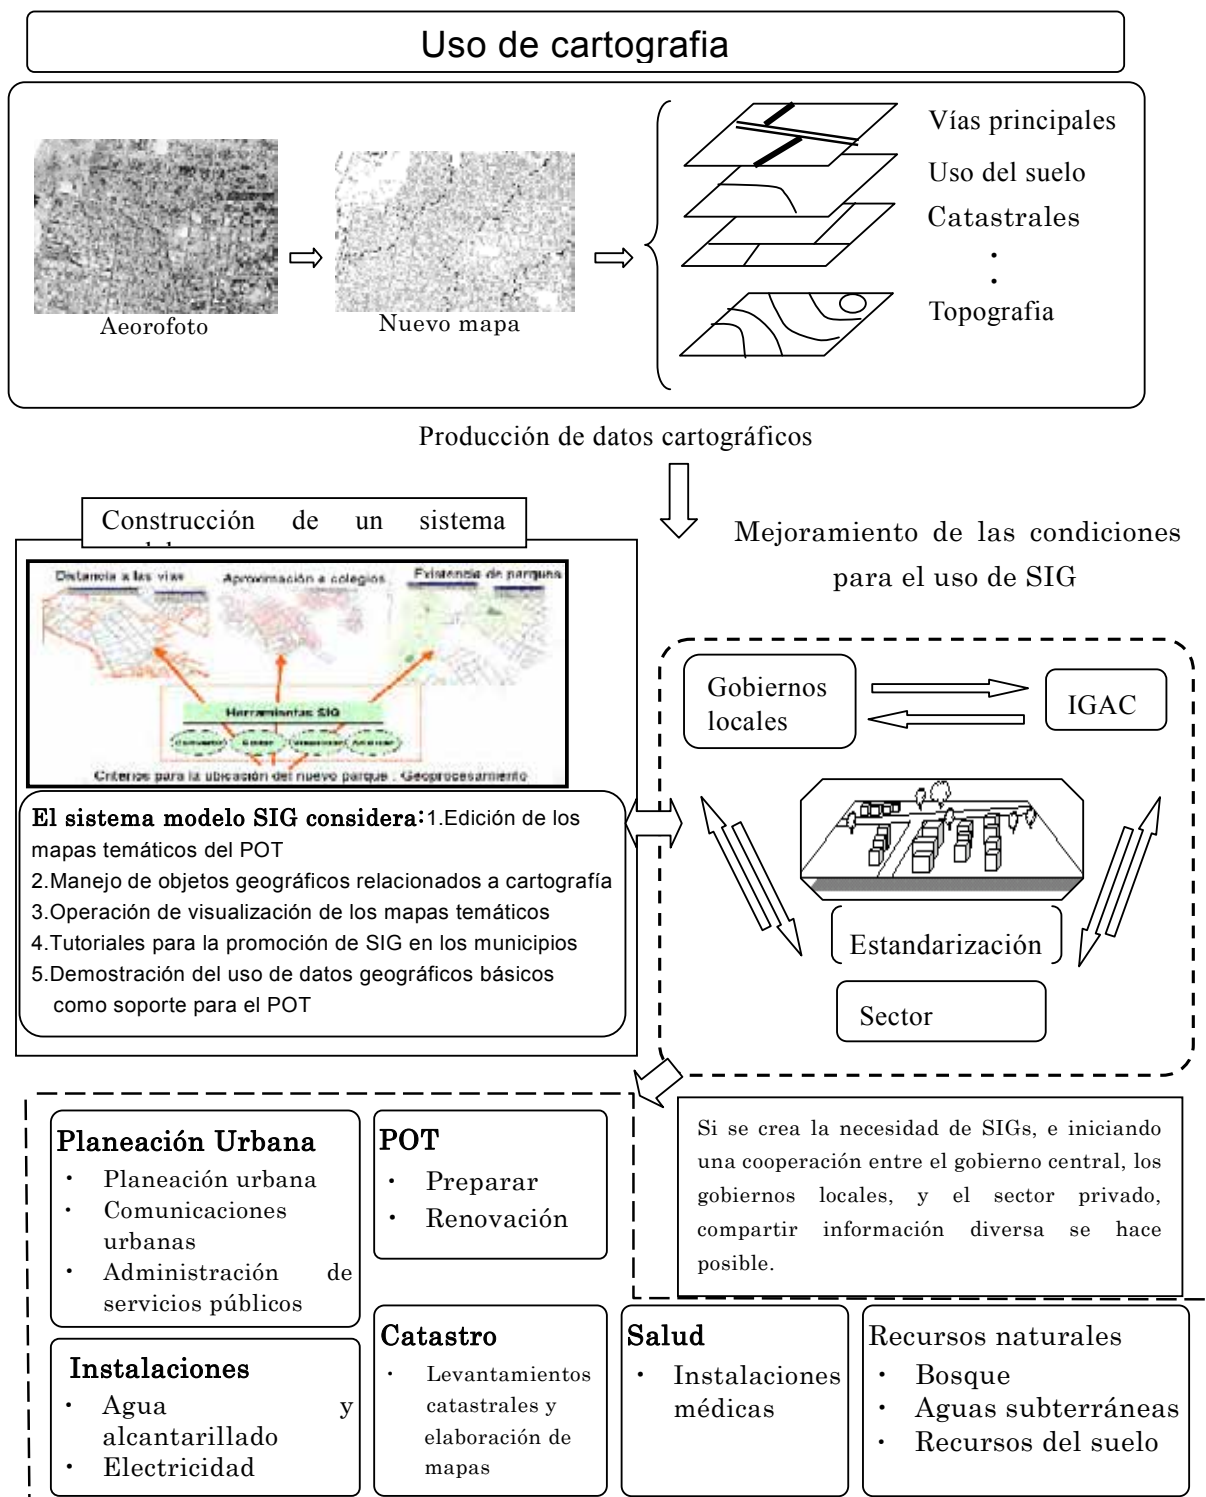 Uso de cartografia
Vías principales
Uso del suelo
Catastrales
.
.
Topografia
Aeorofoto
Nuevo mapa
Producción de datos cartográficos
Construcción de un sistema
Distancia a las vias
Aproximación a colegios
Existencia de parques
Herramientas SIG
Criterios para la ubicación del nuevo parque : Geoprocesamiento
El sistema modelo SIG considera:1.Edición de los
mapas temáticos del POT
2.Manejo de objetos geográficos relacionados a cartografía
3.Operación de visualización de los mapas temáticos
4.Tutoriales para la promoción de SIG en los municipios
5.Demostración del uso de datos geográficos básicos
como soporte para el POT
Mejoramiento de las condiciones
para el uso de SIG
Gobiernos
locales
IGAC
Estandarización
Sector
Si se crea la necesidad de SIGs, e iniciando
una cooperación entre el gobierno central, los
gobiernos locales, y el sector privado,
compartir información diversa se hace
posible.
Planeación Urbana
・ Planeación urbana
・ Comunicaciones
urbanas
・ Administración de
servicios públicos
POT
・ Preparar
・ Renovación
Instalaciones
・ Agua y
alcantarillado
・ Electricidad
Catastro
・ Levantamientos
catastrales y
elaboración de
mapas
Salud
・ Instalaciones
médicas
Recursos naturales
・ Bosque
・ Aguas subterráneas
・ Recursos del suelo